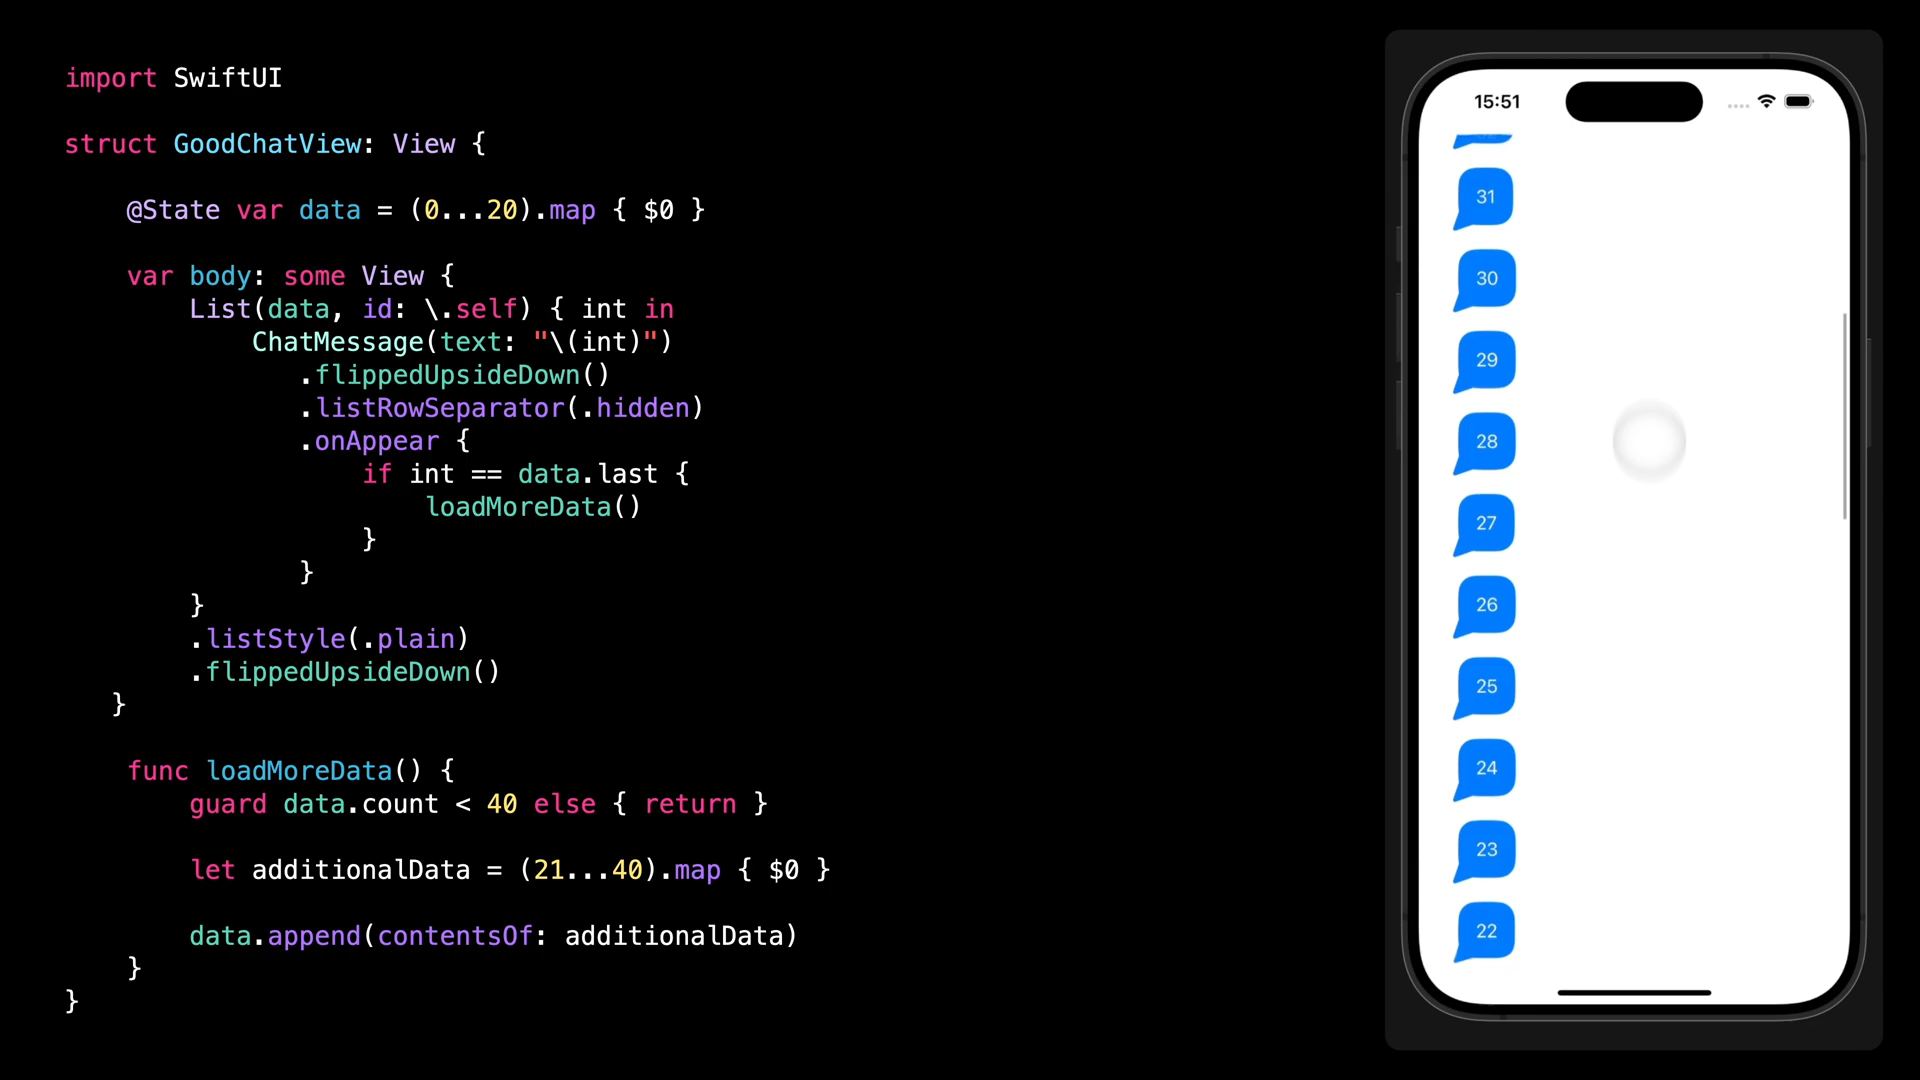 import SwiftUI
struct GoodChatView: View {
@State var data = (0...20).map { $0 }
var body: some View {
List(data, id: \.self) { int in
ChatMessage(text: "\(int)")
.flippedUpsideDown()
.listRowSeparator(.hidden)
.onAppear {
if int == data.last {
loadMoreData()
}
}
}
.listStyle(.plain)
.flippedUpsideDown()
}
func loadMoreData() {
guard data.count < 40 else { return }
let additionalData = (21...40).map { $0 }
data.append(contentsOf: additionalData)
}
}
15:51
31
30
29
28
27
26
25
24
23
22